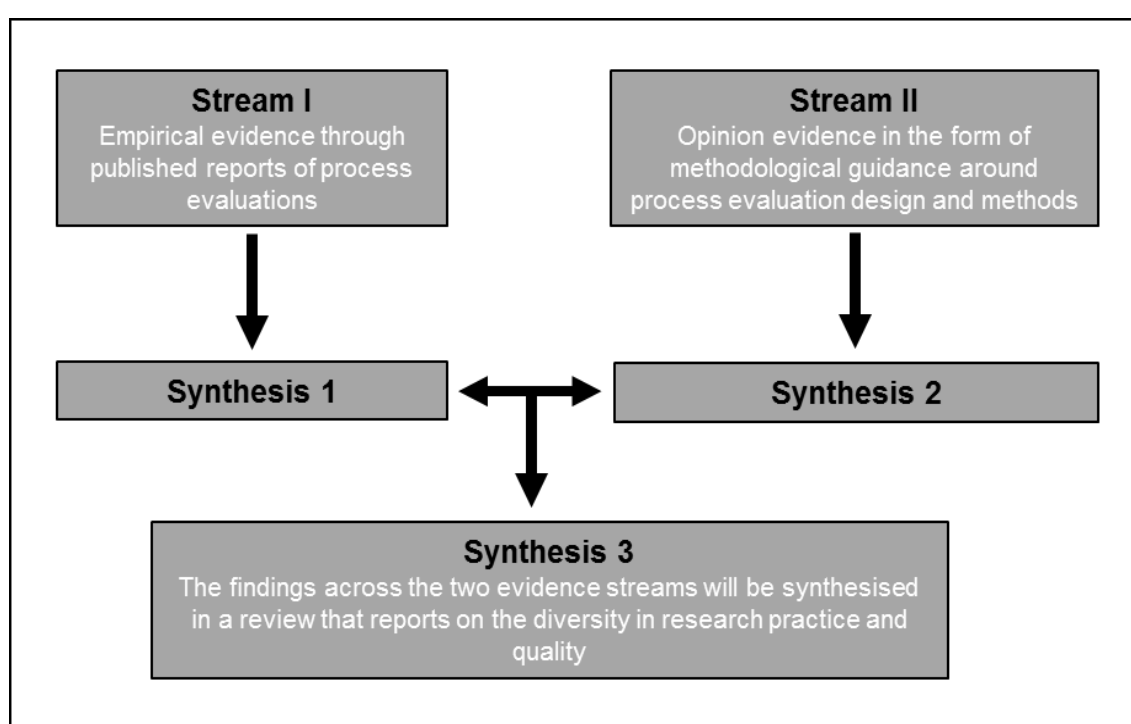 Stream I
Empirical evidence through
published reports of process
evaluations
Stream II
Opinion evidence in the form of
methodological guidance around
process evaluation design and methods
Synthesis 1
Synthesis 2
Synthesis 3
The findings across the two evidence streams will be synthesised
in a review that reports on the diversity in research practice and
quality